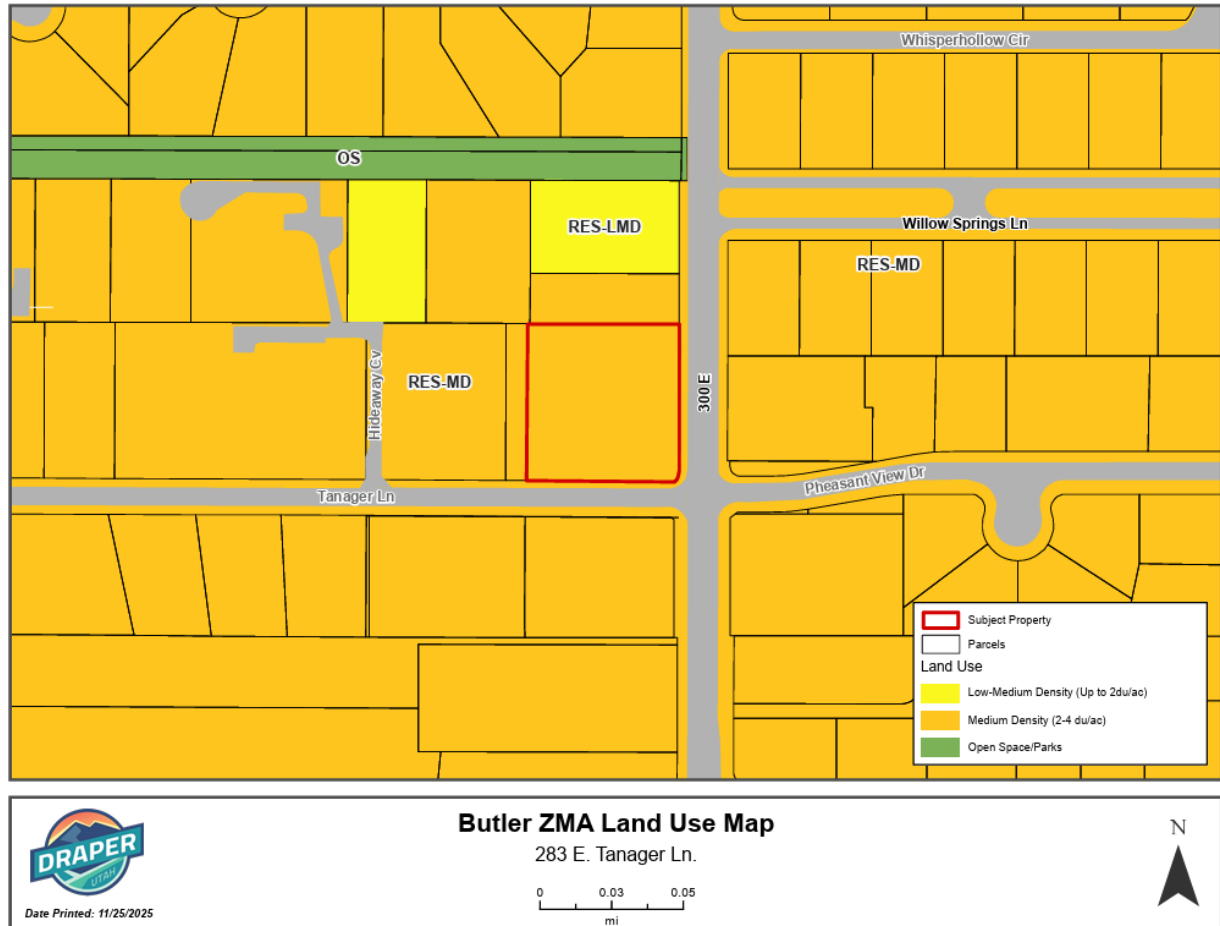 Whisperhollow Cir
OS
RES-LMD
Willow Springs Ln
RES-MD
300 E
Hideaway Cv
RES-MD
Pheasant View Dr
Tanager Ln
Subject Property
Parcels
Land Use
Low-Medium Density (Up to 2du/ac)
Medium Density (2-4 du/ac)
Open Space/Parks
DRAPER
UTAH
Date Printed: 11/25/2025
Butler ZMA Land Use Map
283 E. Tanager Ln.
0 0.03 0.05
mi
N